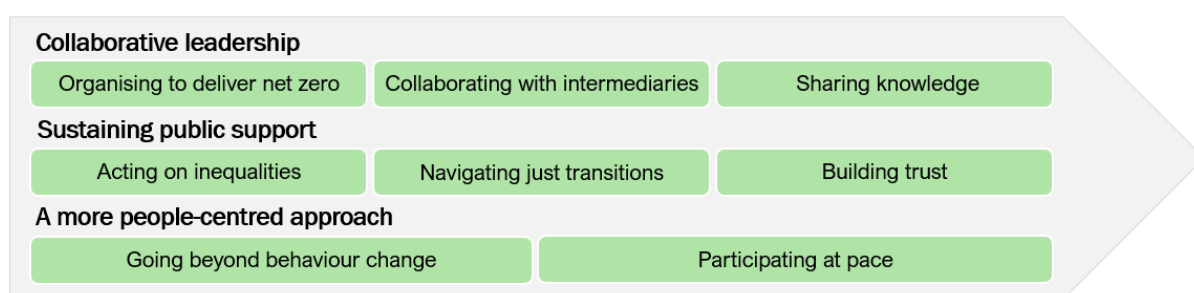 Collaborative leadership
Organising to deliver net zero
Collaborating with intermediaries
Sharing knowledge
Sustaining public support
Acting on inequalities
Navigating just transitions
Building trust
A more people-centred approach
Going beyond behaviour change
Participating at pace